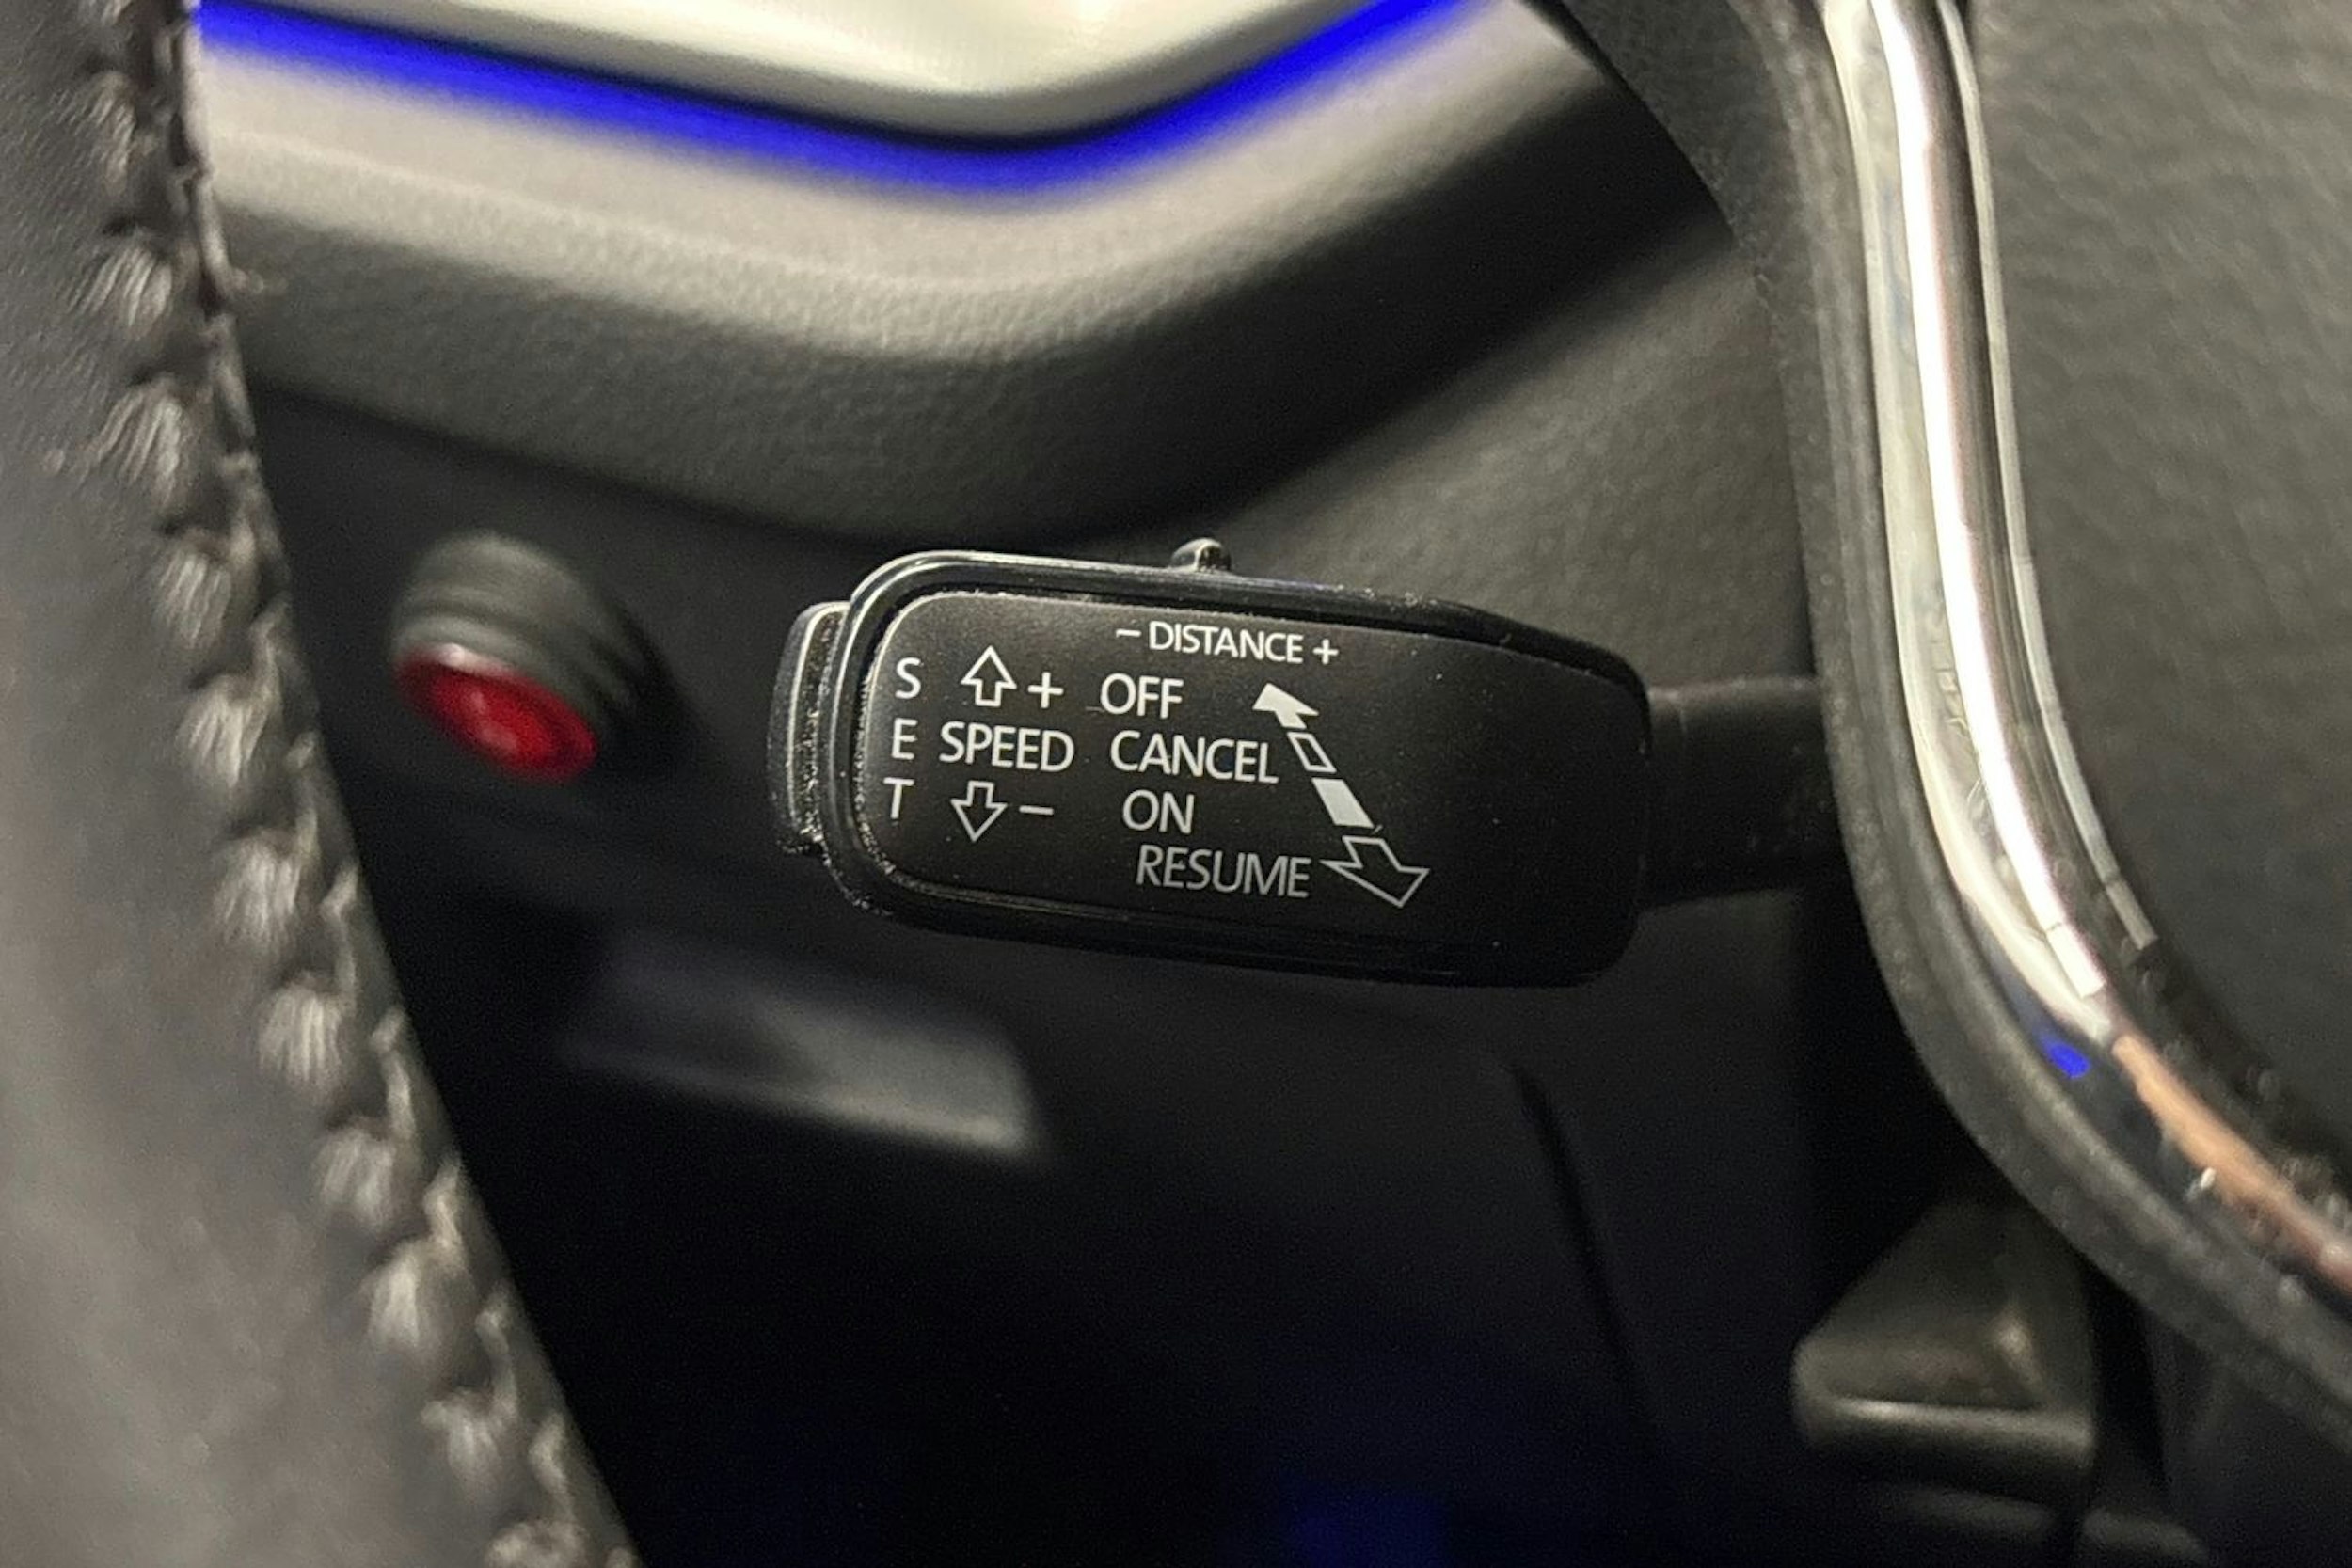 – DISTANCE +
S + OFF
E SPEED CANCEL
T – ON
RESUME